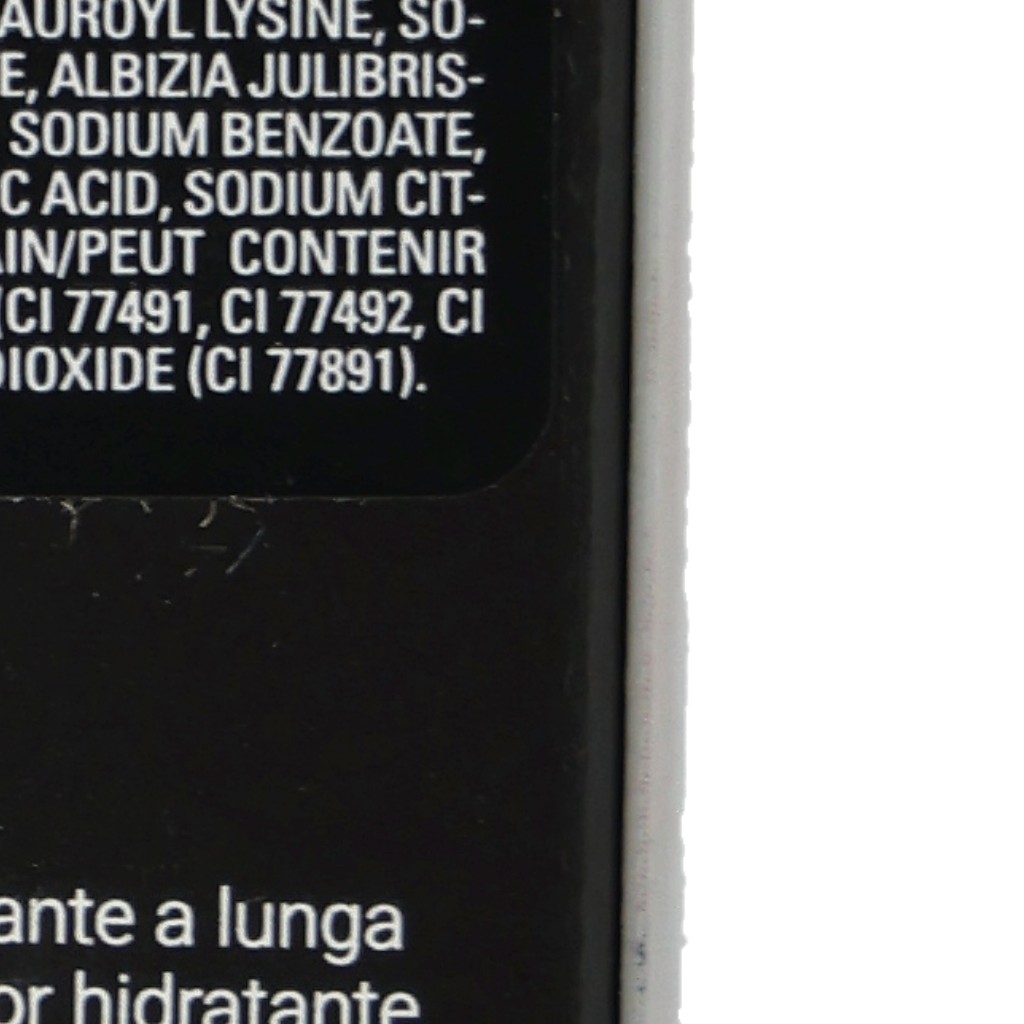 AUROYL LYSINE, SO-
E, ALBIZIA JULIBRIS-
SODIUM BENZOATE,
C ACID, SODIUM CIT-
AIN/PEUT CONTENIR
(CI 77491, CI 77492, CI
DIOXIDE (CI 77891).
ante a lunga
or hidratante